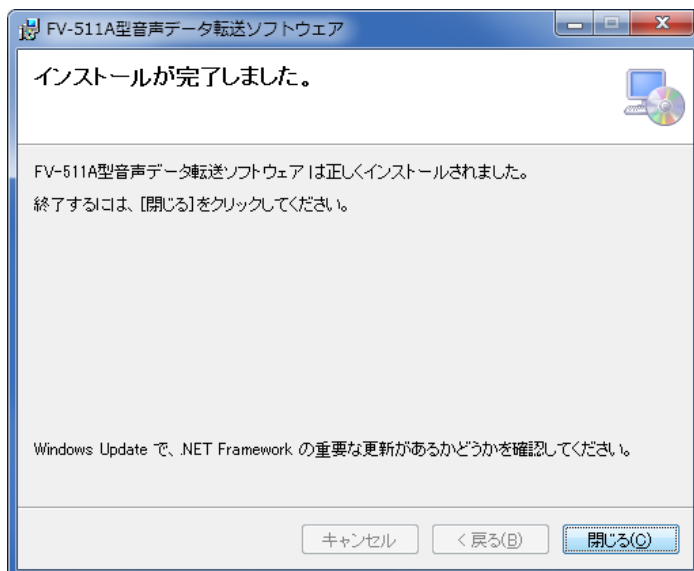 FV-511A型音声データ転送ソフトウェア
インストールが完了しました。
FV-511A型音声データ転送ソフトウェア は正しくインストールされました。
終了するには、[閉じる]をクリックしてください。
Windows Update で、.NET Framework の重要な更新があるかどうかを確認してください。
キャンセル
< 戻る(B)
閉じる(C)